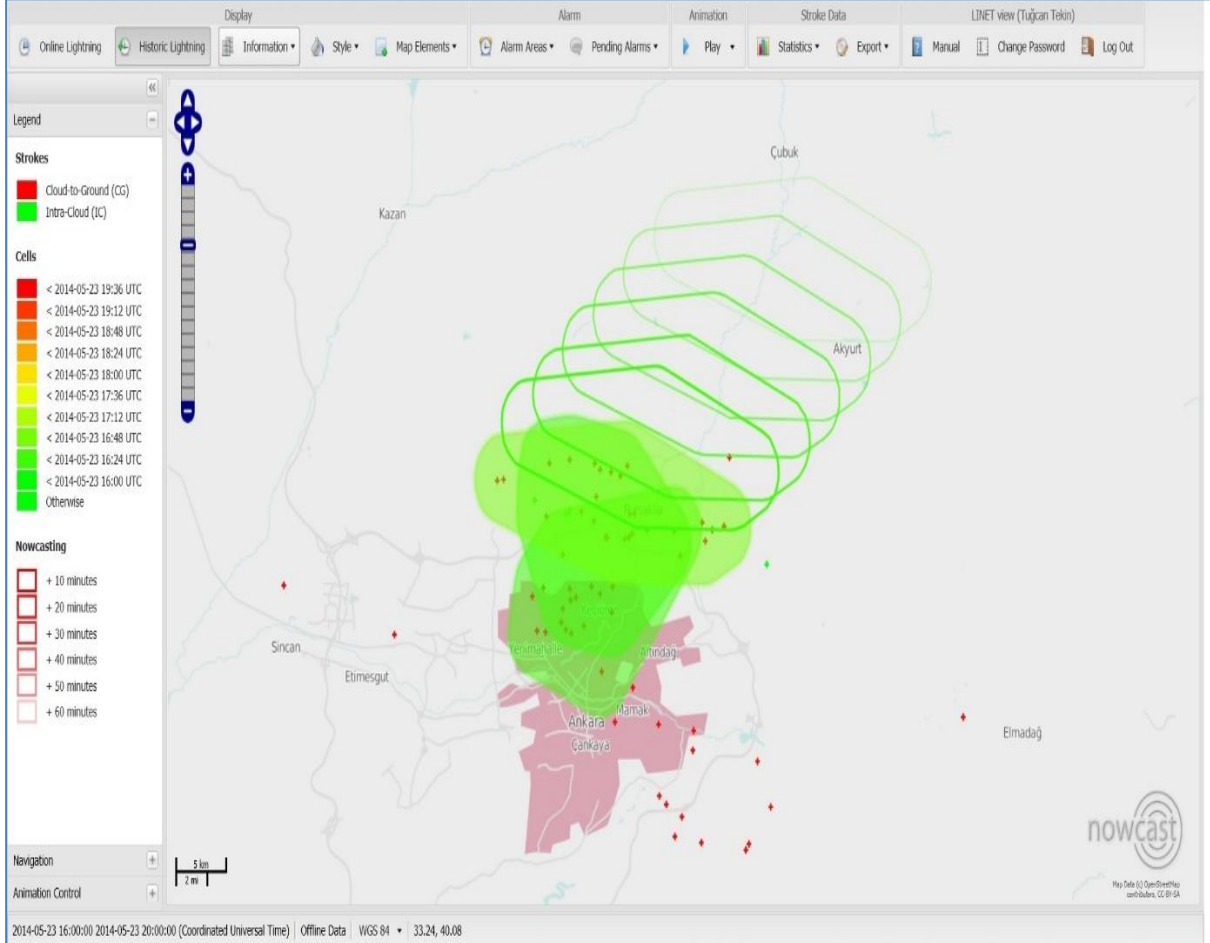 Display
Alarm
Animation
Stroke Data
LINET view (Tuğcan Tekin)
Online Lightning
Historic Lightning
Information
Style
Map Elements
Alarm Areas
Pending Alarms
Play
Statistics
Export
Manual
Change Password
Log Out
Legend
Strokes
Cloud-to-Ground (CG)
Intra-Cloud (IC)
Cells
< 2014-05-23 19:36 UTC
< 2014-05-23 19:12 UTC
< 2014-05-23 18:48 UTC
< 2014-05-23 18:24 UTC
< 2014-05-23 18:00 UTC
< 2014-05-23 17:36 UTC
< 2014-05-23 17:12 UTC
< 2014-05-23 16:48 UTC
< 2014-05-23 16:24 UTC
< 2014-05-23 16:00 UTC
Otherwise
Nowcasting
+ 10 minutes
+ 20 minutes
+ 30 minutes
+ 40 minutes
+ 50 minutes
+ 60 minutes
Navigation
Animation Control
Çubuk
Kazan
Akyurt
Yenimahalle
Altındağ
Sincan
Etimesgut
Mamak
Ankara
Çankaya
Elmadağ
5 km
2 mi
nowcast
Map Data (c) OpenStreetMap
contributors, CC-BY-SA
2014-05-23 16:00:00 2014-05-23 20:00:00 (Coordinated Universal Time)
Offline Data
WGS 84
33.24, 40.08